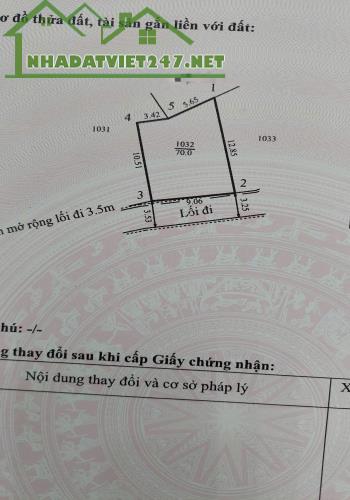 ơ đồ thửa đất, tài sản gắn liền với đất:
NHADATVIET247.NET
1
5.65
5
3.42
4
1031
1032
70.0
1033
10.51
12.85
3
9.06
2
mở rộng lối đi 3.5m
3.53
Lối đi
3.25
hú: -/-
g thay đổi sau khi cấp Giấy chứng nhận:
Nội dung thay đổi và cơ sở pháp lý
X